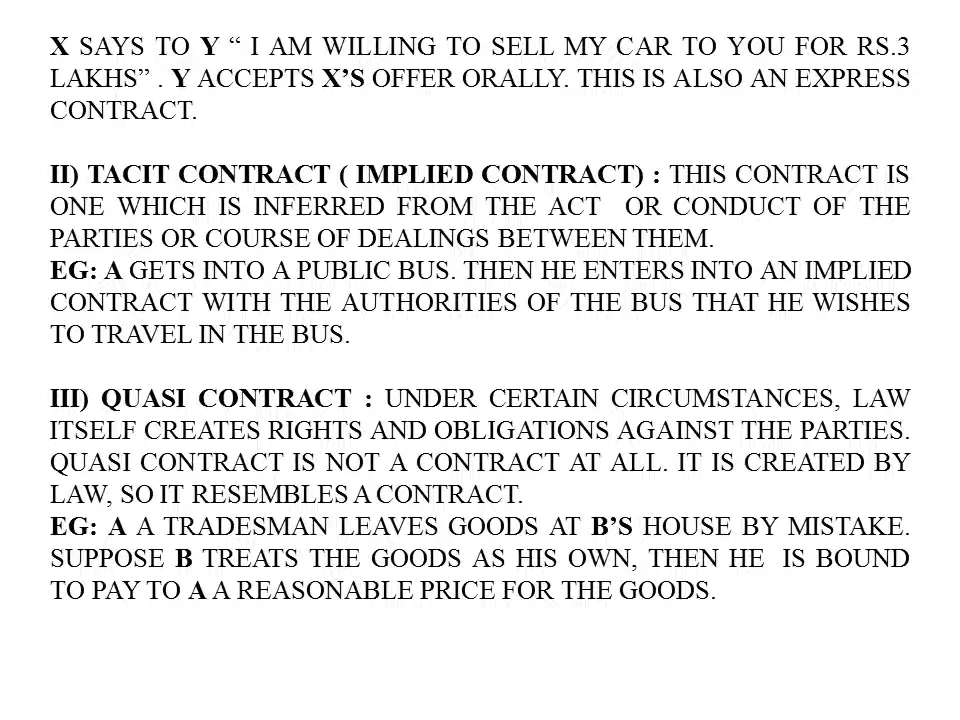 X SAYS TO Y “ I AM WILLING TO SELL MY CAR TO YOU FOR RS.3
LAKHS” . Y ACCEPTS X’S OFFER ORALLY. THIS IS ALSO AN EXPRESS
CONTRACT.
II) TACIT CONTRACT ( IMPLIED CONTRACT) : THIS CONTRACT IS
ONE WHICH IS INFERRED FROM THE ACT OR CONDUCT OF THE
PARTIES OR COURSE OF DEALINGS BETWEEN THEM.
EG: A GETS INTO A PUBLIC BUS. THEN HE ENTERS INTO AN IMPLIED
CONTRACT WITH THE AUTHORITIES OF THE BUS THAT HE WISHES
TO TRAVEL IN THE BUS.
III) QUASI CONTRACT : UNDER CERTAIN CIRCUMSTANCES, LAW
ITSELF CREATES RIGHTS AND OBLIGATIONS AGAINST THE PARTIES.
QUASI CONTRACT IS NOT A CONTRACT AT ALL. IT IS CREATED BY
LAW, SO IT RESEMBLES A CONTRACT.
EG: A A TRADESMAN LEAVES GOODS AT B’S HOUSE BY MISTAKE.
SUPPOSE B TREATS THE GOODS AS HIS OWN, THEN HE IS BOUND
TO PAY TO A A REASONABLE PRICE FOR THE GOODS.